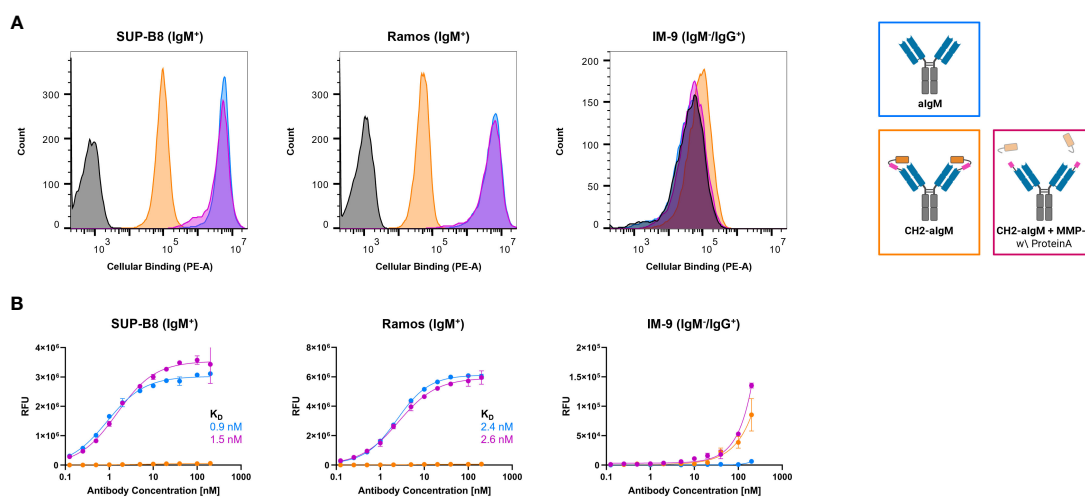 A
SUP-B8 (IgM⁺)
Ramos (IgM⁺)
IM-9 (IgM⁻/IgG⁺)
Count
300
200
100
0
10³
10⁵
10⁷
Cellular Binding (PE-A)
Count
300
200
100
0
10³
10⁵
10⁷
Cellular Binding (PE-A)
Count
200
150
100
50
0
10³
10⁵
10⁷
Cellular Binding (PE-A)
aIgM
CH2-aIgM
CH2-aIgM + MMP-
w\ ProteinA
B
SUP-B8 (IgM⁺)
Ramos (IgM⁺)
IM-9 (IgM⁻/IgG⁺)
RFU
4×10⁶
3×10⁶
2×10⁶
1×10⁶
0
K_D
0.9 nM
1.5 nM
0.1
1
10
100
1000
Antibody Concentration [nM]
RFU
8×10⁶
6×10⁶
4×10⁶
2×10⁶
0
K_D
2.4 nM
2.6 nM
0.1
1
10
100
1000
Antibody Concentration [nM]
RFU
2×10⁵
1.5×10⁵
1×10⁵
5×10⁴
0
0.1
1
10
100
1000
Antibody Concentration [nM]